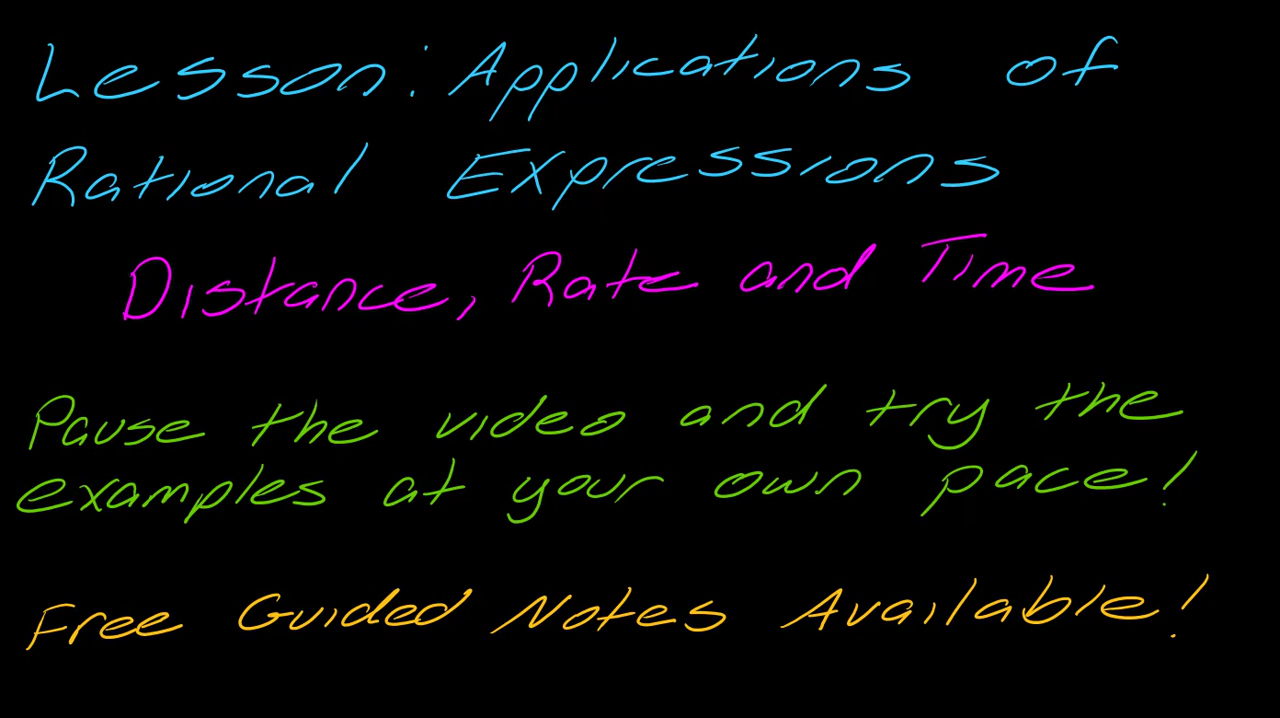 Lesson: Applications of
Rational Expressions
Distance, Rate and Time
Pause the video and try the
examples at your own pace!
Free Guided Notes Available!